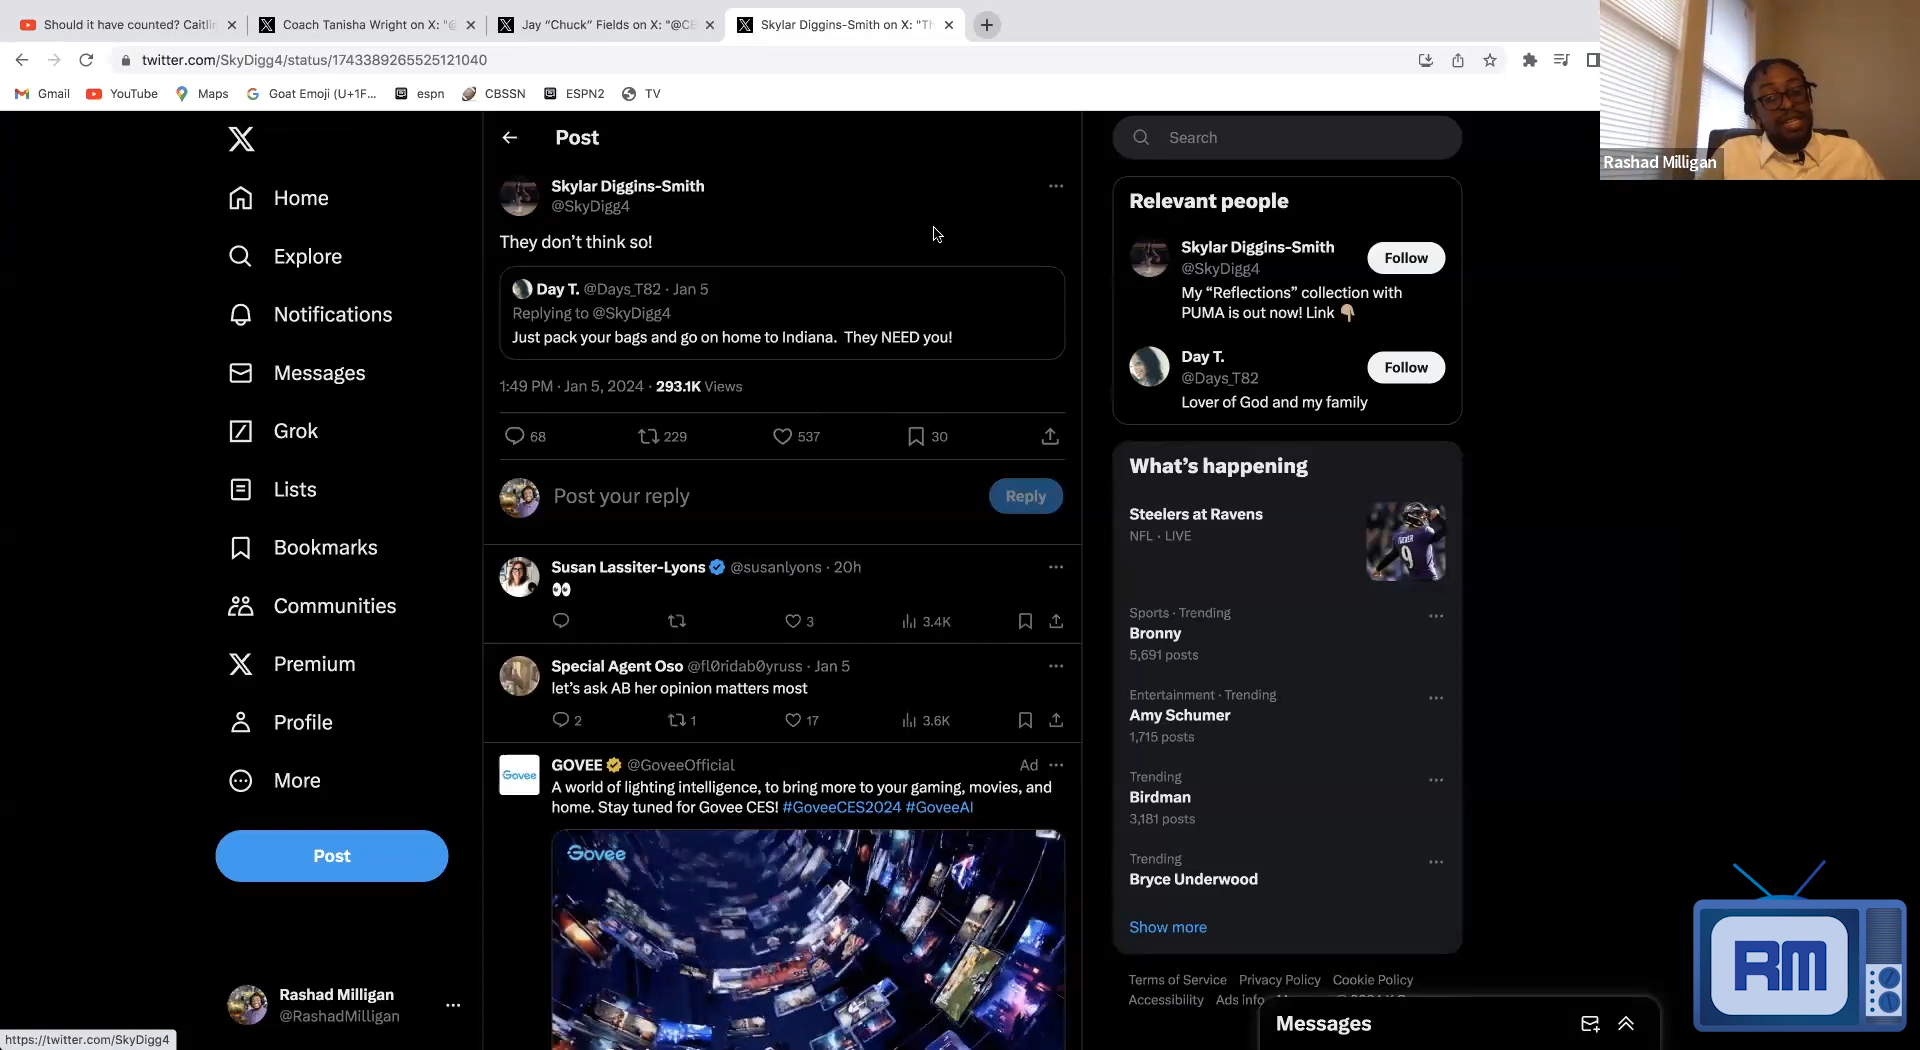 Should it have counted? Caitli
Coach Tanisha Wright on X: "@
Jay “Chuck” Fields on X: "@CB
Skylar Diggins-Smith on X: "Th
twitter.com/SkyDigg4/status/1743389265525121040
Gmail
YouTube
Maps
Goat Emoji (U+1F...
espn
CBSSN
ESPN2
TV
Rashad Milligan
Home
Explore
Notifications
Messages
Grok
Lists
Bookmarks
Communities
Premium
Profile
More
Post
Rashad Milligan
@RashadMilligan
https://twitter.com/SkyDigg4
Post
Skylar Diggins-Smith
@SkyDigg4
They don’t think so!
Day T. @Days_T82 · Jan 5
Replying to @SkyDigg4
Just pack your bags and go on home to Indiana. They NEED you!
1:49 PM · Jan 5, 2024 · 293.1K Views
68 229 537 30
Post your reply
Reply
Susan Lassiter-Lyons @susanlyons · 20h
👀
3 3.4K
Special Agent Oso @fl0ridab0yruss · Jan 5
let’s ask AB her opinion matters most
2 1 17 3.6K
GOVEE @GoveeOfficial Ad
Govee
A world of lighting intelligence, to bring more to your gaming, movies, and
home. Stay tuned for Govee CES! #GoveeCES2024 #GoveeAI
Govee
Search
Relevant people
Skylar Diggins-Smith
@SkyDigg4
Follow
My “Reflections” collection with
PUMA is out now! Link 👇🏽
Day T.
@Days_T82
Follow
Lover of God and my family
What’s happening
Steelers at Ravens
NFL · LIVE
9
Sports · Trending
Bronny
5,691 posts
Entertainment · Trending
Amy Schumer
1,715 posts
Trending
Birdman
3,181 posts
Trending
Bryce Underwood
Show more
Terms of Service Privacy Policy Cookie Policy
Accessibility Ads info
Messages
RM